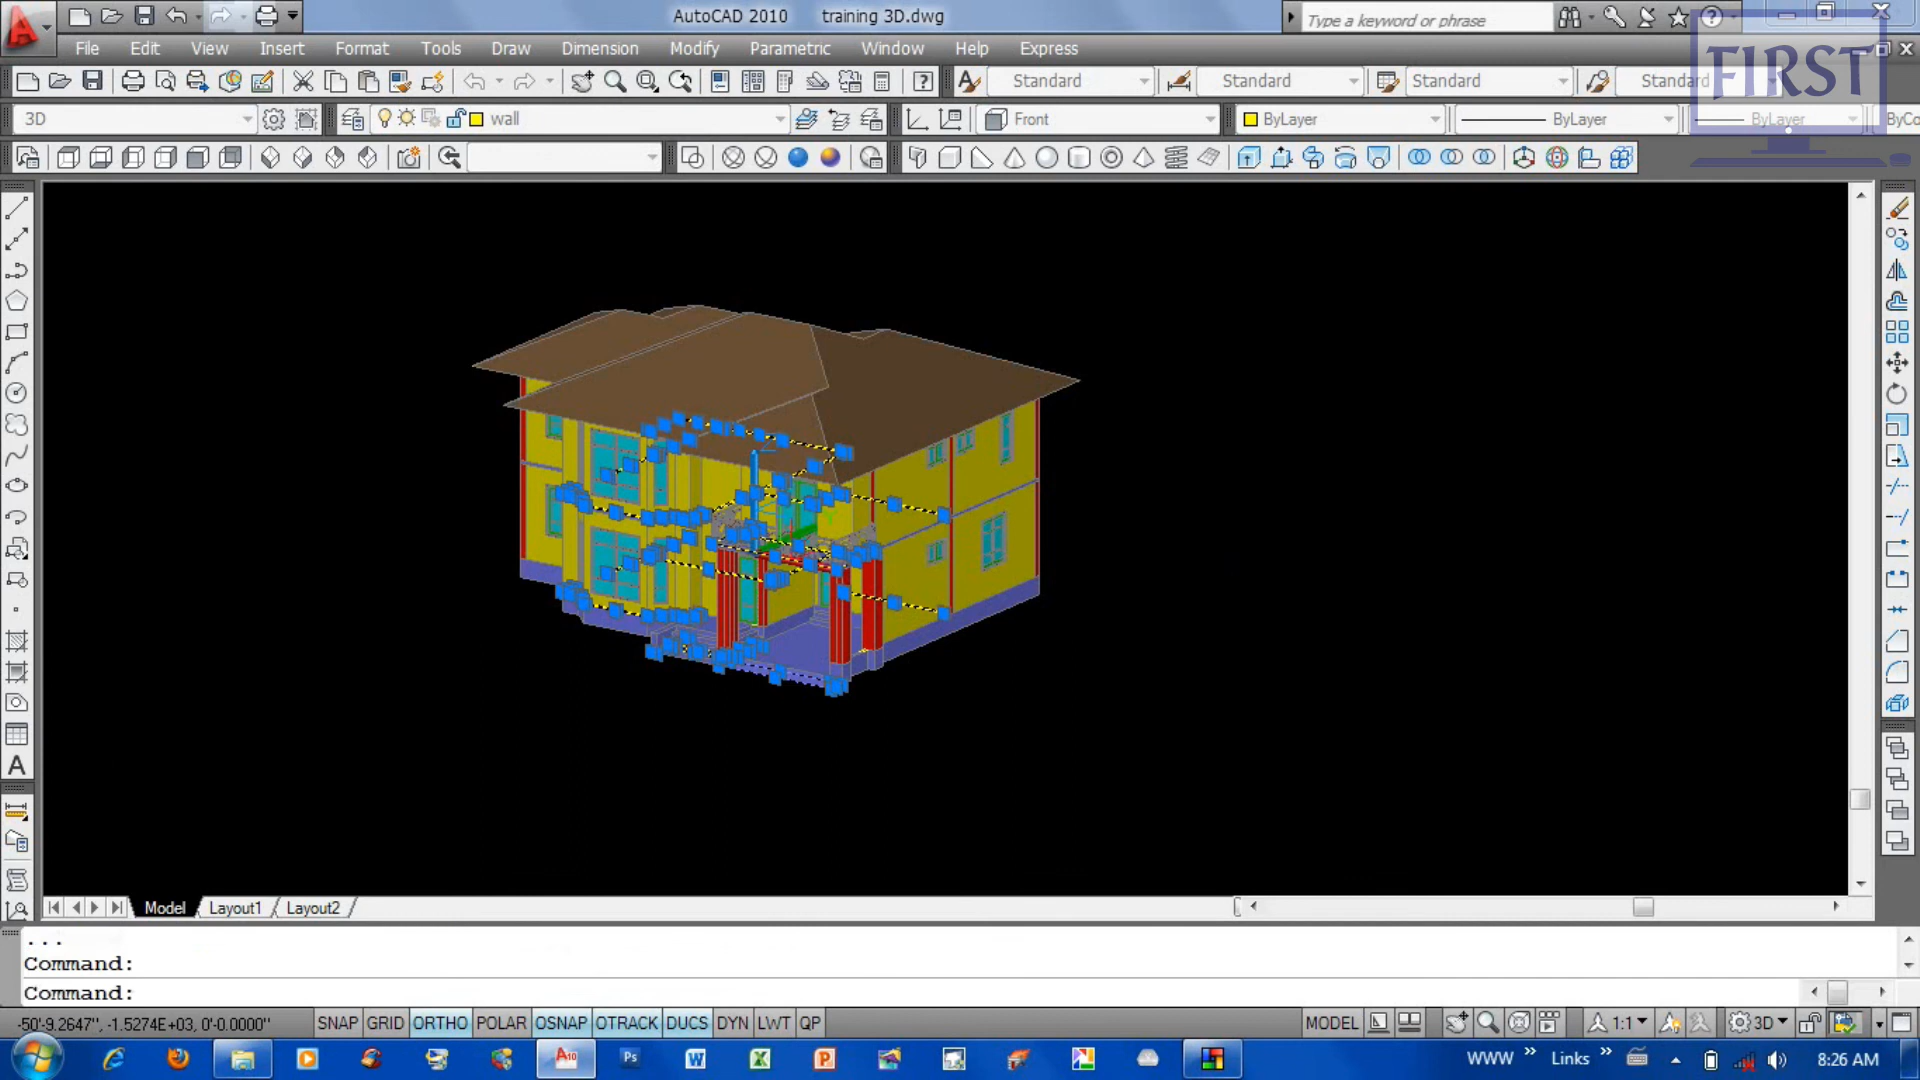 AutoCAD 2010 training 3D.dwg
Type a keyword or phrase
FIRST
File Edit View Insert Format Tools Draw Dimension Modify Parametric Window Help Express
Standard Standard Standard Standard
3D wall Front ByLayer ByLayer ByLayer ByCo
Model Layout1 Layout2
...
Command:
Command:
-50'-9.2647", -1.5274E+03, 0'-0.0000" SNAP GRID ORTHO POLAR OSNAP OTRACK DUCS DYN LWT QP MODEL 1:1 3D
WWW » Links » 8:26 AM